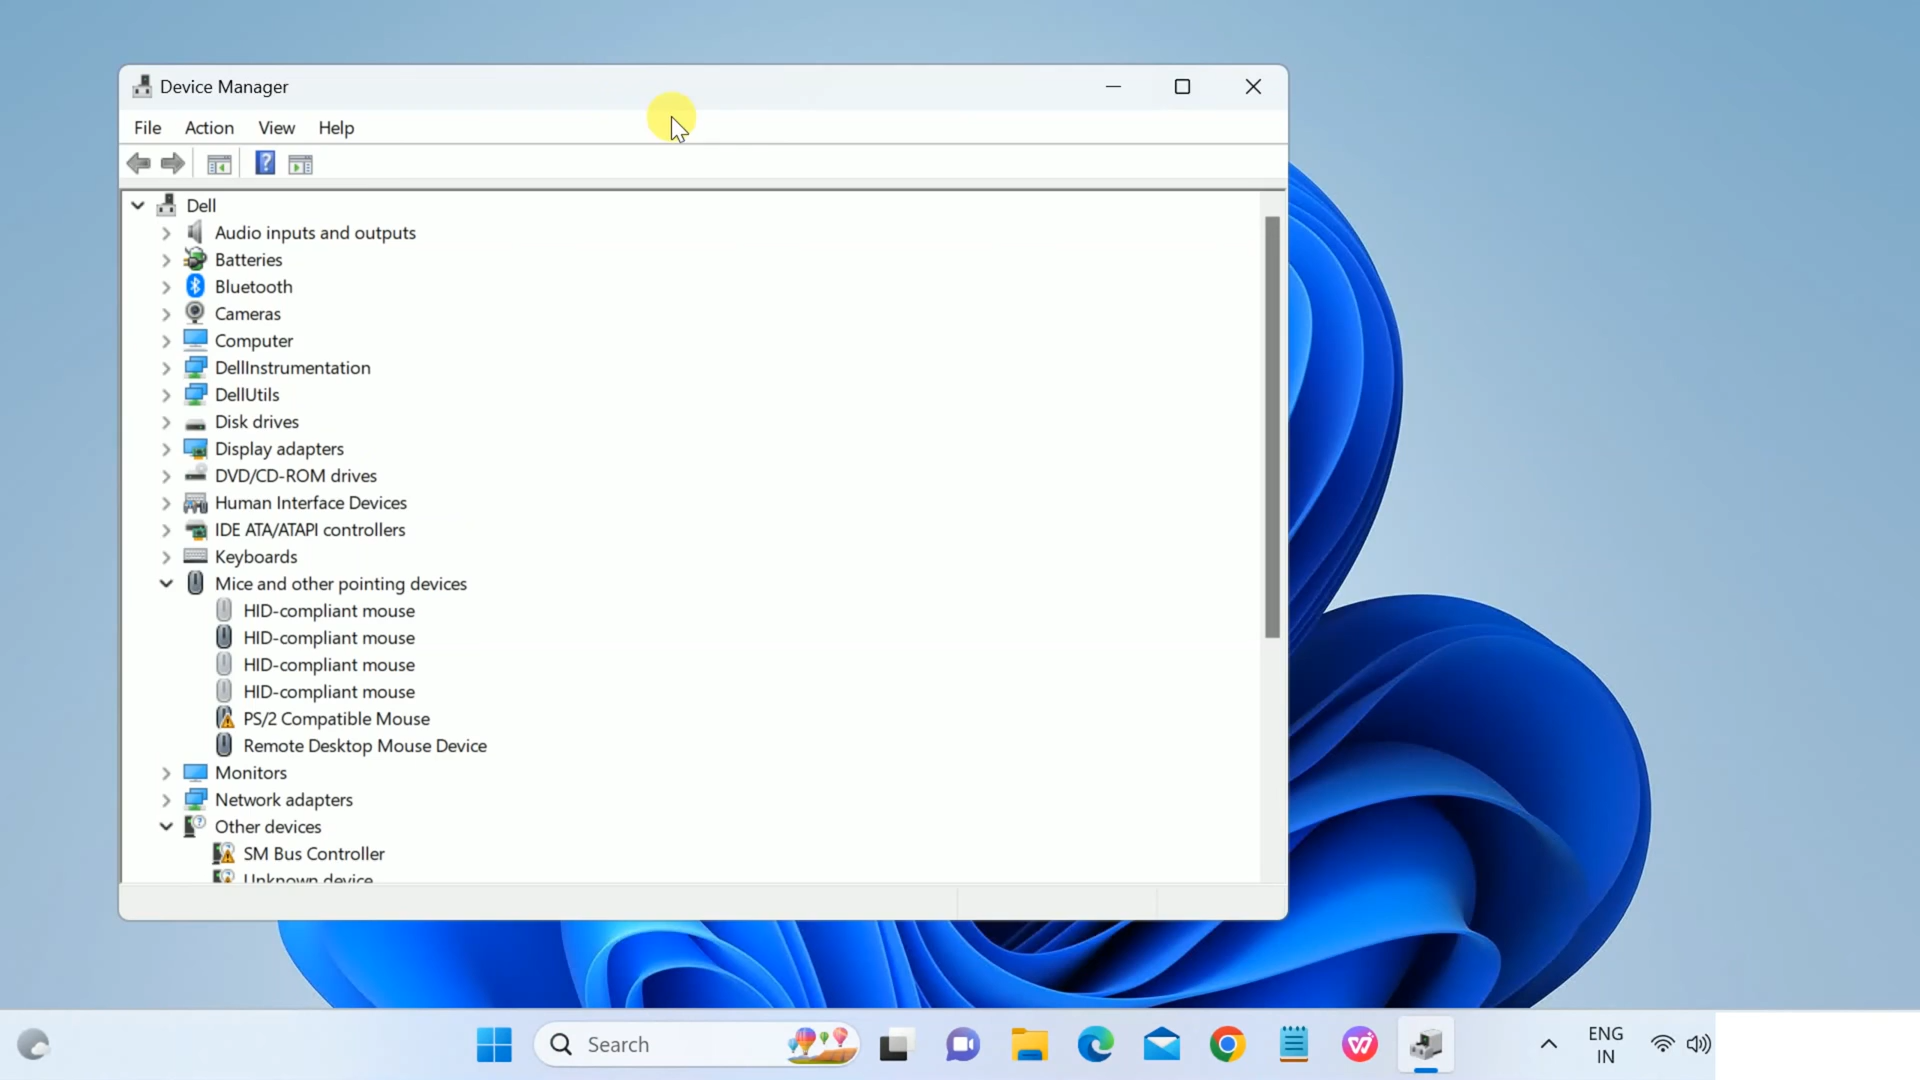 Device Manager
File Action View Help
Dell
Audio inputs and outputs
Batteries
Bluetooth
Cameras
Computer
DellInstrumentation
DellUtils
Disk drives
Display adapters
DVD/CD-ROM drives
Human Interface Devices
IDE ATA/ATAPI controllers
Keyboards
Mice and other pointing devices
HID-compliant mouse
HID-compliant mouse
HID-compliant mouse
HID-compliant mouse
PS/2 Compatible Mouse
Remote Desktop Mouse Device
Monitors
Network adapters
Other devices
SM Bus Controller
Unknown device
Search
ENG
IN